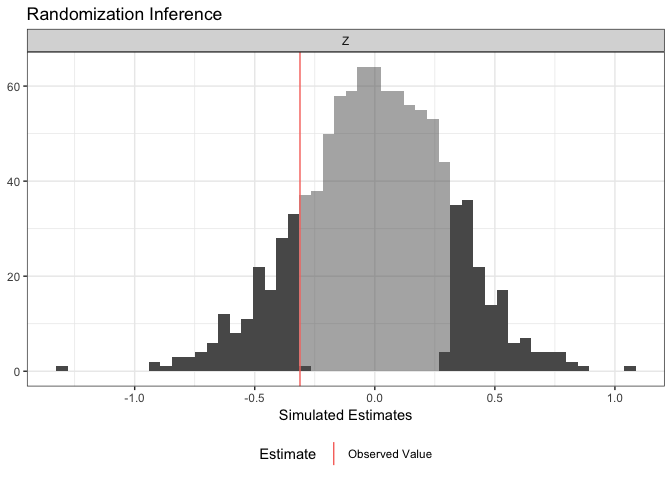 Randomization Inference
Z
60
40
20
0
-1.0 -0.5 0.0 0.5 1.0
Simulated Estimates
Estimate Observed Value